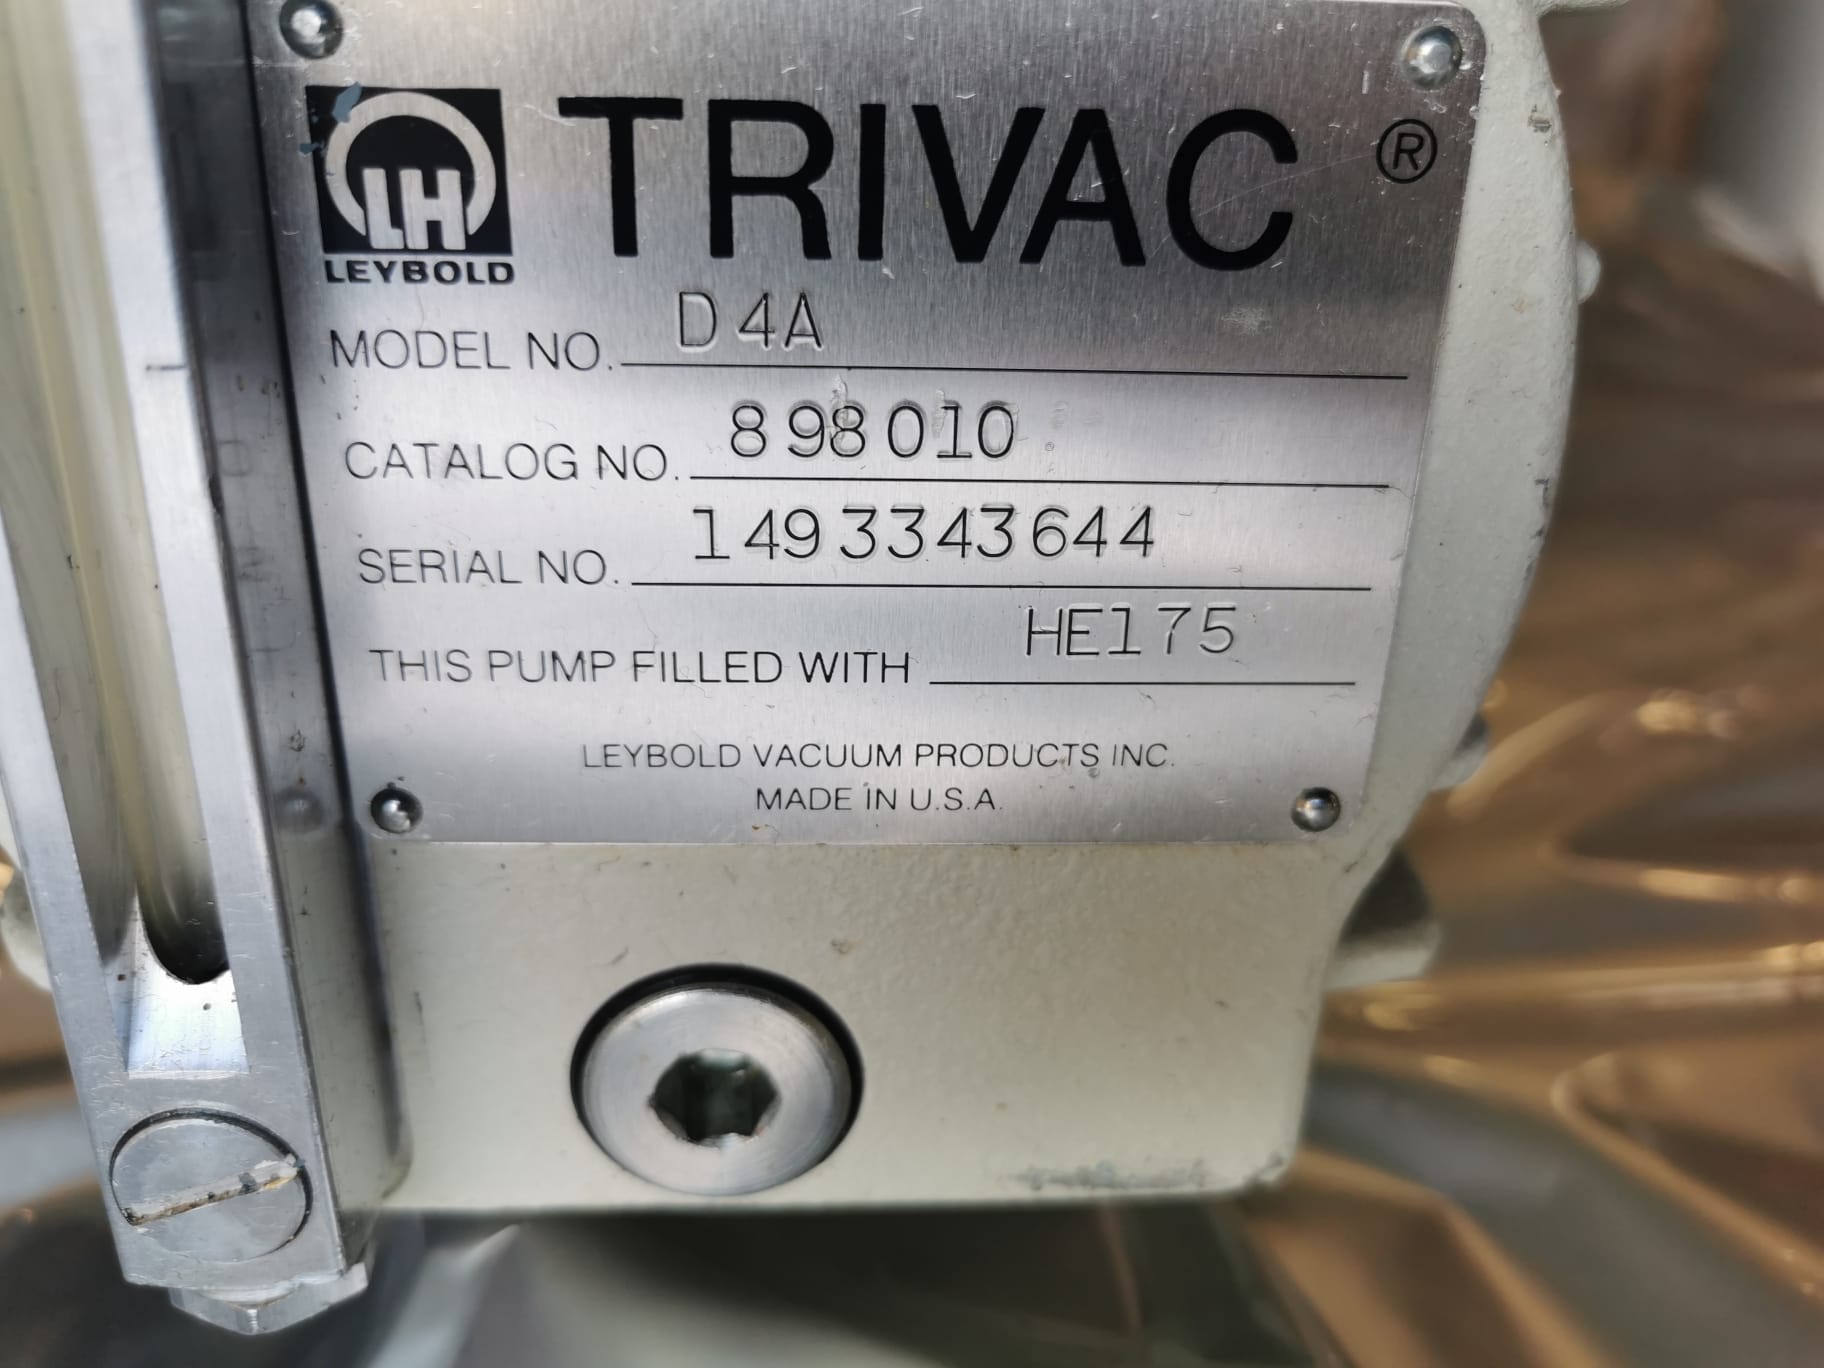 TRIVAC ®
LH
LEYBOLD
MODEL NO. D4A
CATALOG NO. 898010
SERIAL NO. 1493343644
THIS PUMP FILLED WITH HE175
LEYBOLD VACUUM PRODUCTS INC.
MADE IN U.S.A.